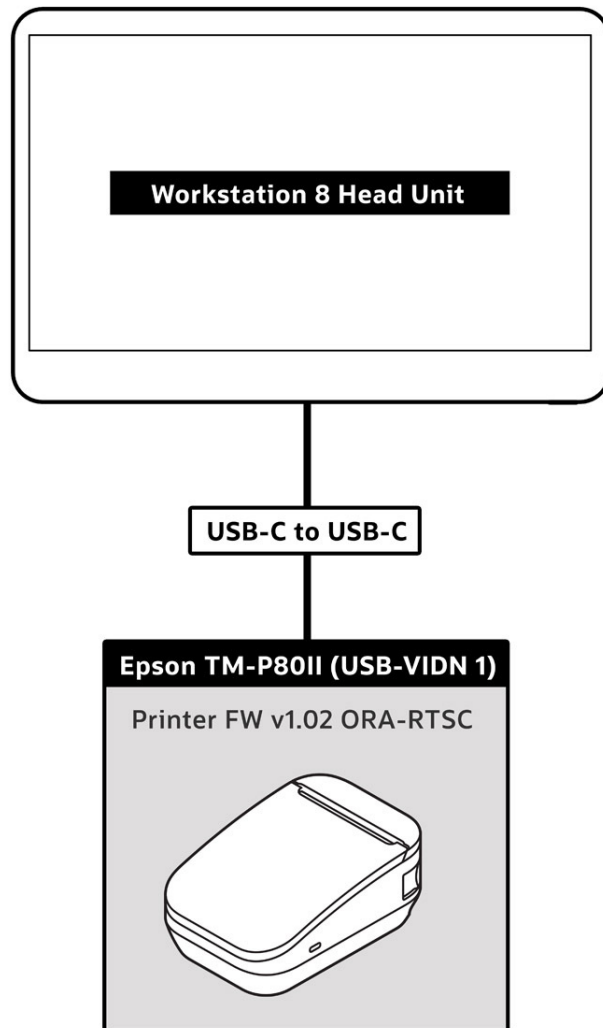 Workstation 8 Head Unit
USB-C to USB-C
Epson TM-P80II (USB-VIDN 1)
Printer FW v1.02 ORA-RTSC